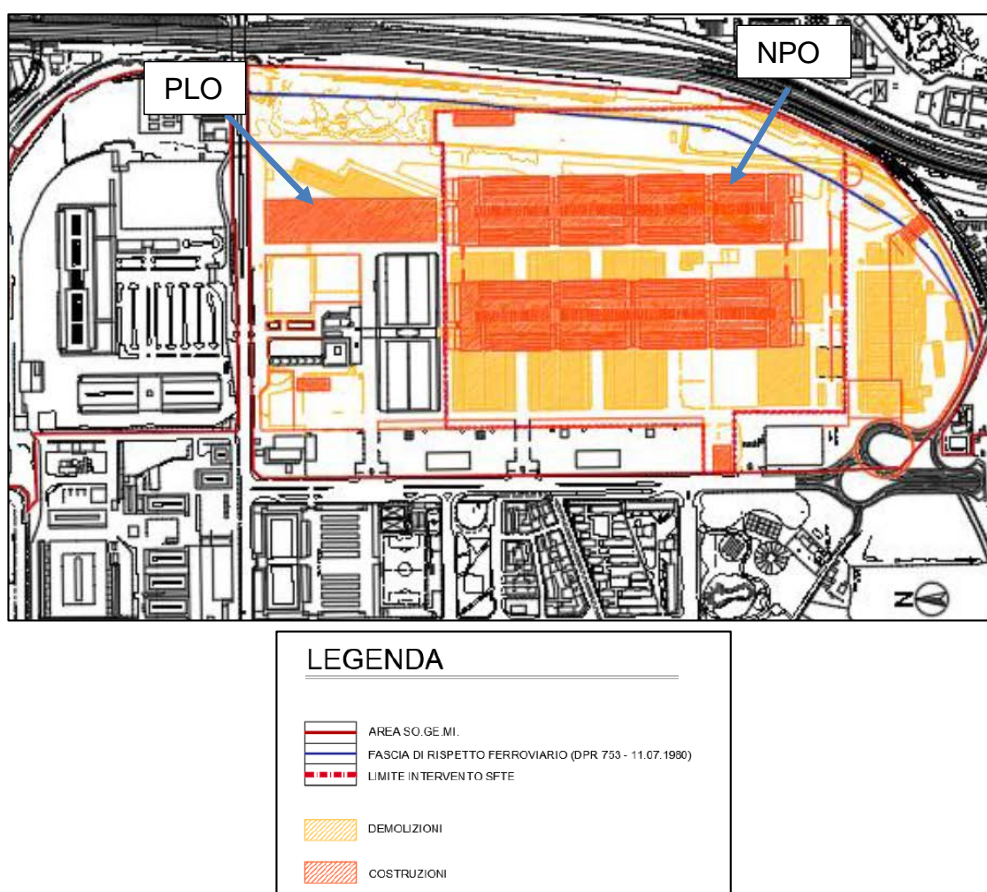 PLO
NPO
N
LEGENDA
AREA SO.GE.MI.
FASCIA DI RISPETTO FERROVIARIO (DPR 753 - 11.07.1980)
LIMITE INTERVENTO SFTE
DEMOLIZIONI
COSTRUZIONI